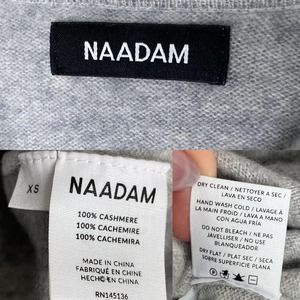 NAADAM
XS
NAADAM
100% CASHMERE
100% CACHEMIRE
100% CACHEMIRA
MADE IN CHINA
FABRIQUÉ EN CHINE
HECHO EN CHINA
RN145136
DRY CLEAN / NETTOYER A SEC /
LAVA EN SECO
HAND WASH COLD / LAVAGE À
LA MAIN FROID / LAVA A MANO
CON AGUA FRÍA
DO NOT BLEACH / NE PAS
JAVELLISER / NO USE
BLANQUEADOR
DRY FLAT / PLAT SEC / SECAR
SOBRE SUPERFICIE PLANA